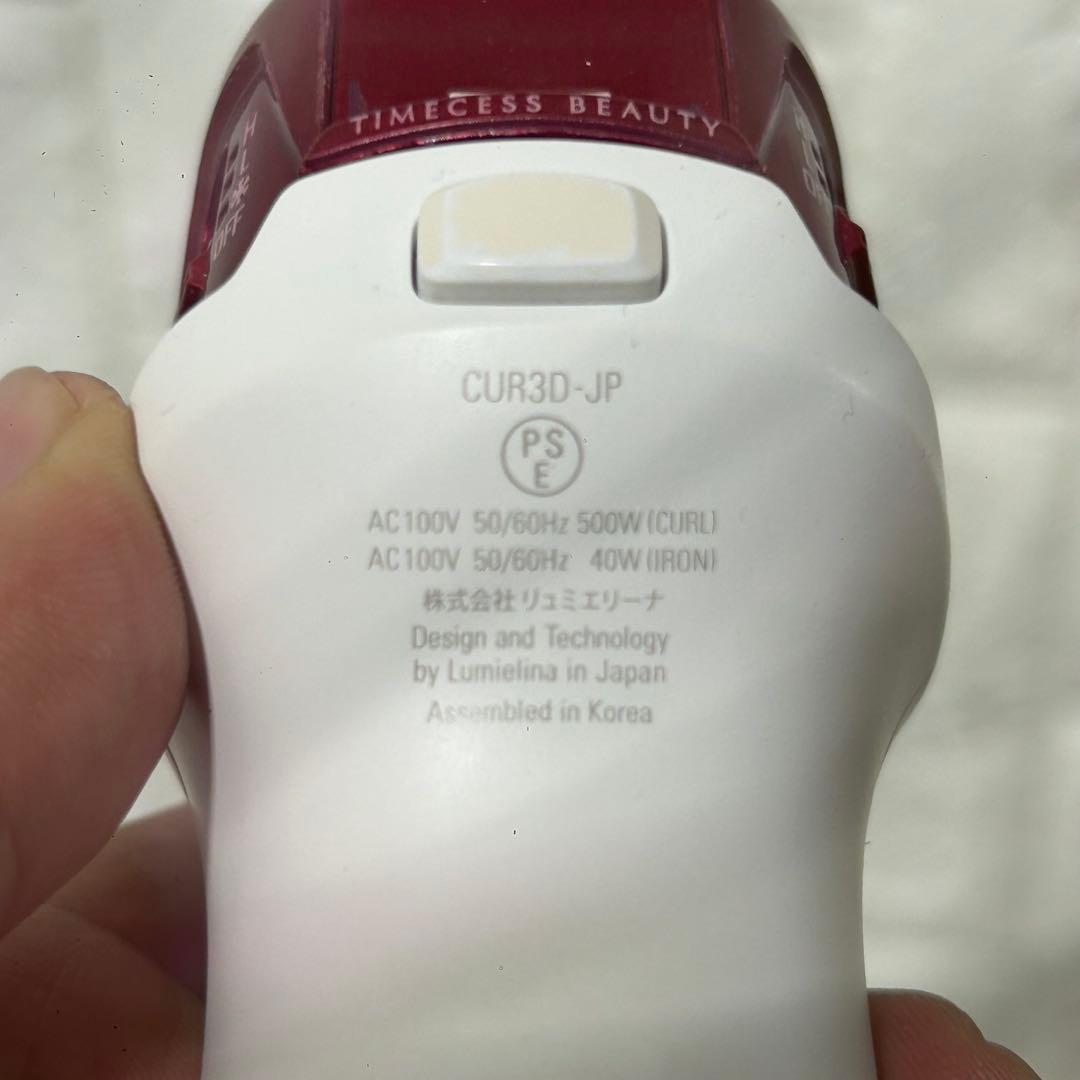 TIMECESS BEAUTY
H
L
OFF
CUR3D-JP
PS
E
AC100V 50/60Hz 500W(CURL)
AC100V 50/60Hz 40W(IRON)
株式会社リュミエリーナ
Design and Technology
by Lumielina in Japan
Assembled in Korea